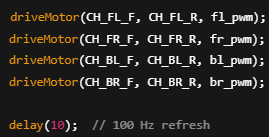 driveMotor(CH_FL_F, CH_FL_R, fl_pwm);
driveMotor(CH_FR_F, CH_FR_R, fr_pwm);
driveMotor(CH_BL_F, CH_BL_R, bl_pwm);
driveMotor(CH_BR_F, CH_BR_R, br_pwm);
delay(10);  // 100 Hz refresh